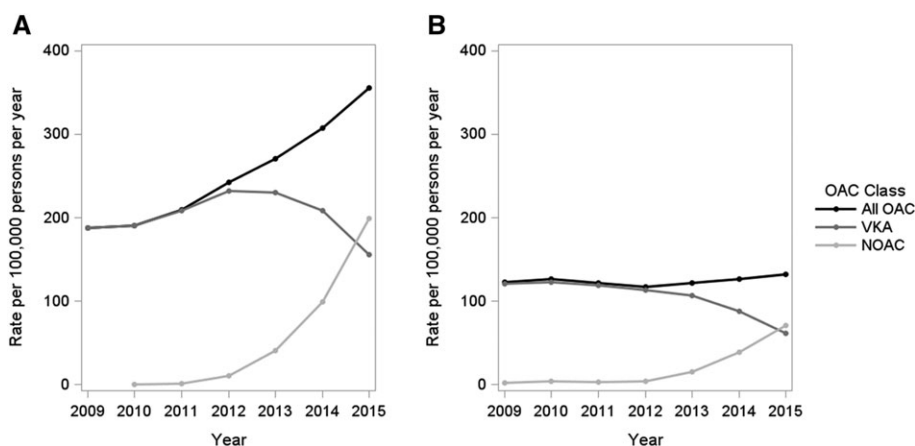 A
Rate per 100,000 persons per year
400
300
200
100
0
2009 2010 2011 2012 2013 2014 2015
Year
B
Rate per 100,000 persons per year
400
300
200
100
0
2009 2010 2011 2012 2013 2014 2015
Year
OAC Class
All OAC
VKA
NOAC